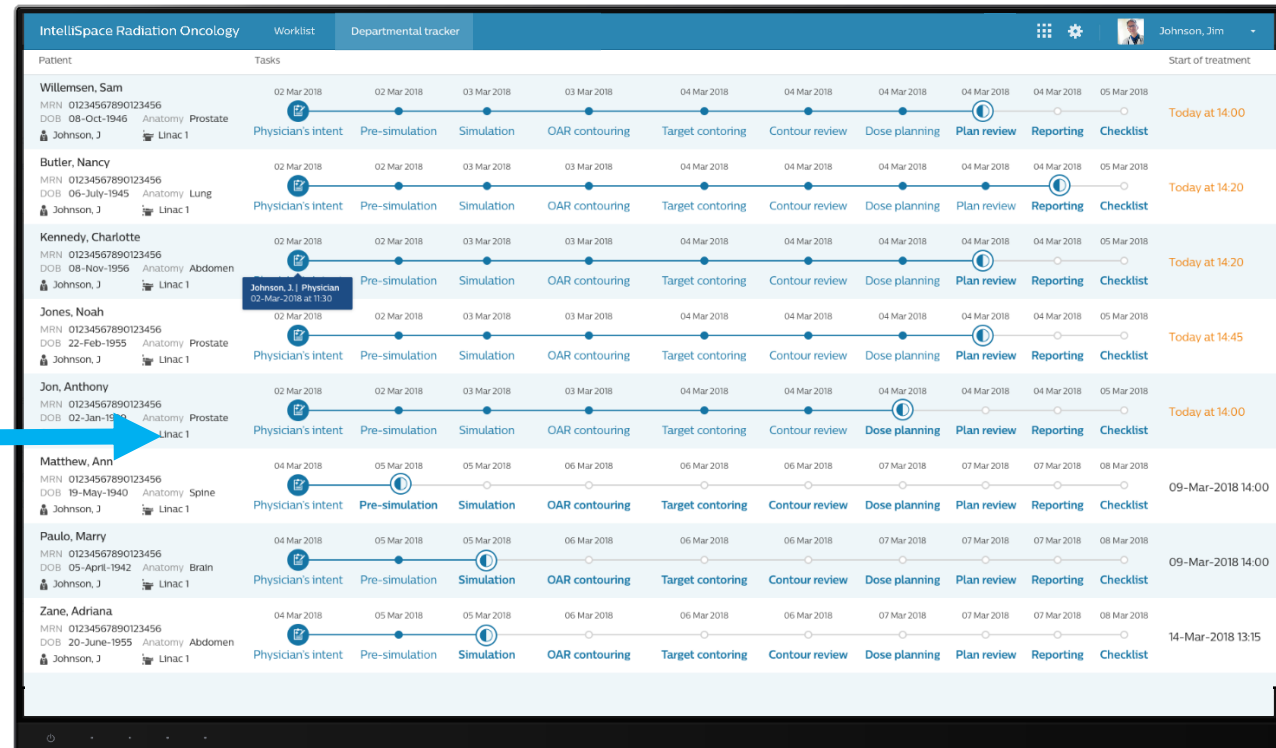 IntelliSpace Radiation Oncology Worklist Departmental tracker Johnson, Jim
Patient Tasks Start of treatment
Willemsen, Sam
02 Mar 2018 02 Mar 2018 03 Mar 2018 03 Mar 2018 04 Mar 2018 04 Mar 2018 04 Mar 2018 04 Mar 2018 04 Mar 2018 05 Mar 2018
MRN 01234567890123456
Today at 14:00
DOB 08-Oct-1946 Anatomy Prostate
Physician's intent Pre-simulation Simulation OAR contouring Target contoring Contour review Dose planning Plan review Reporting Checklist
Johnson, J Linac 1
Butler, Nancy
02 Mar 2018 02 Mar 2018 03 Mar 2018 03 Mar 2018 04 Mar 2018 04 Mar 2018 04 Mar 2018 04 Mar 2018 04 Mar 2018 05 Mar 2018
MRN 01234567890123456
Today at 14:20
DOB 06-July-1945 Anatomy Lung
Physician's intent Pre-simulation Simulation OAR contouring Target contoring Contour review Dose planning Plan review Reporting Checklist
Johnson, J Linac 1
Kennedy, Charlotte
02 Mar 2018 02 Mar 2018 03 Mar 2018 03 Mar 2018 04 Mar 2018 04 Mar 2018 04 Mar 2018 04 Mar 2018 04 Mar 2018 05 Mar 2018
MRN 01234567890123456
Today at 14:20
DOB 08-Nov-1956 Anatomy Abdomen
Pre-simulation Simulation OAR contouring Target contoring Contour review Dose planning Plan review Reporting Checklist
Johnson, J Linac 1
Johnson, J. | Physician
02-Mar-2018 at 11:30
Jones, Noah
02 Mar 2018 02 Mar 2018 03 Mar 2018 03 Mar 2018 04 Mar 2018 04 Mar 2018 04 Mar 2018 04 Mar 2018 04 Mar 2018 05 Mar 2018
MRN 01234567890123456
Today at 14:45
DOB 22-Feb-1955 Anatomy Prostate
Physician's intent Pre-simulation Simulation OAR contouring Target contoring Contour review Dose planning Plan review Reporting Checklist
Johnson, J Linac 1
Jon, Anthony
02 Mar 2018 02 Mar 2018 03 Mar 2018 03 Mar 2018 04 Mar 2018 04 Mar 2018 04 Mar 2018 04 Mar 2018 04 Mar 2018 05 Mar 2018
MRN 01234567890123456
Today at 14:00
DOB Anatomy Prostate
Physician's intent Pre-simulation Simulation OAR contouring Target contoring Contour review Dose planning Plan review Reporting Checklist
Linac 1
Matthew, Ann
04 Mar 2018 05 Mar 2018 05 Mar 2018 06 Mar 2018 06 Mar 2018 06 Mar 2018 07 Mar 2018 07 Mar 2018 07 Mar 2018 08 Mar 2018
MRN 01234567890123456
09-Mar-2018 14:00
DOB 19-May-1940 Anatomy Spine
Physician's intent Pre-simulation Simulation OAR contouring Target contoring Contour review Dose planning Plan review Reporting Checklist
Johnson, J Linac 1
Paulo, Marry
04 Mar 2018 05 Mar 2018 05 Mar 2018 06 Mar 2018 06 Mar 2018 06 Mar 2018 07 Mar 2018 07 Mar 2018 07 Mar 2018 08 Mar 2018
MRN 01234567890123456
09-Mar-2018 14:00
DOB 05-April-1942 Anatomy Brain
Physician's intent Pre-simulation Simulation OAR contouring Target contoring Contour review Dose planning Plan review Reporting Checklist
Johnson, J Linac 1
Zane, Adriana
04 Mar 2018 05 Mar 2018 05 Mar 2018 06 Mar 2018 06 Mar 2018 06 Mar 2018 07 Mar 2018 07 Mar 2018 07 Mar 2018 08 Mar 2018
MRN 01234567890123456
14-Mar-2018 13:15
DOB 20-June-1955 Anatomy Abdomen
Physician's intent Pre-simulation Simulation OAR contouring Target contoring Contour review Dose planning Plan review Reporting Checklist
Johnson, J Linac 1